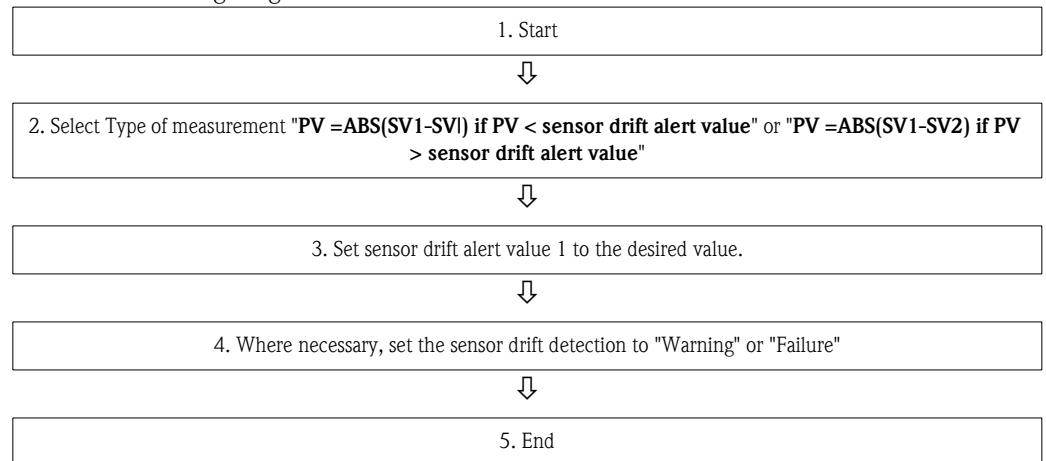 1. Start
⇩
2. Select Type of measurement "PV =ABS(SV1-SV|) if PV < sensor drift alert value" or "PV =ABS(SV1-SV2) if PV
> sensor drift alert value"
⇩
3. Set sensor drift alert value 1 to the desired value.
⇩
4. Where necessary, set the sensor drift detection to "Warning" or "Failure"
⇩
5. End